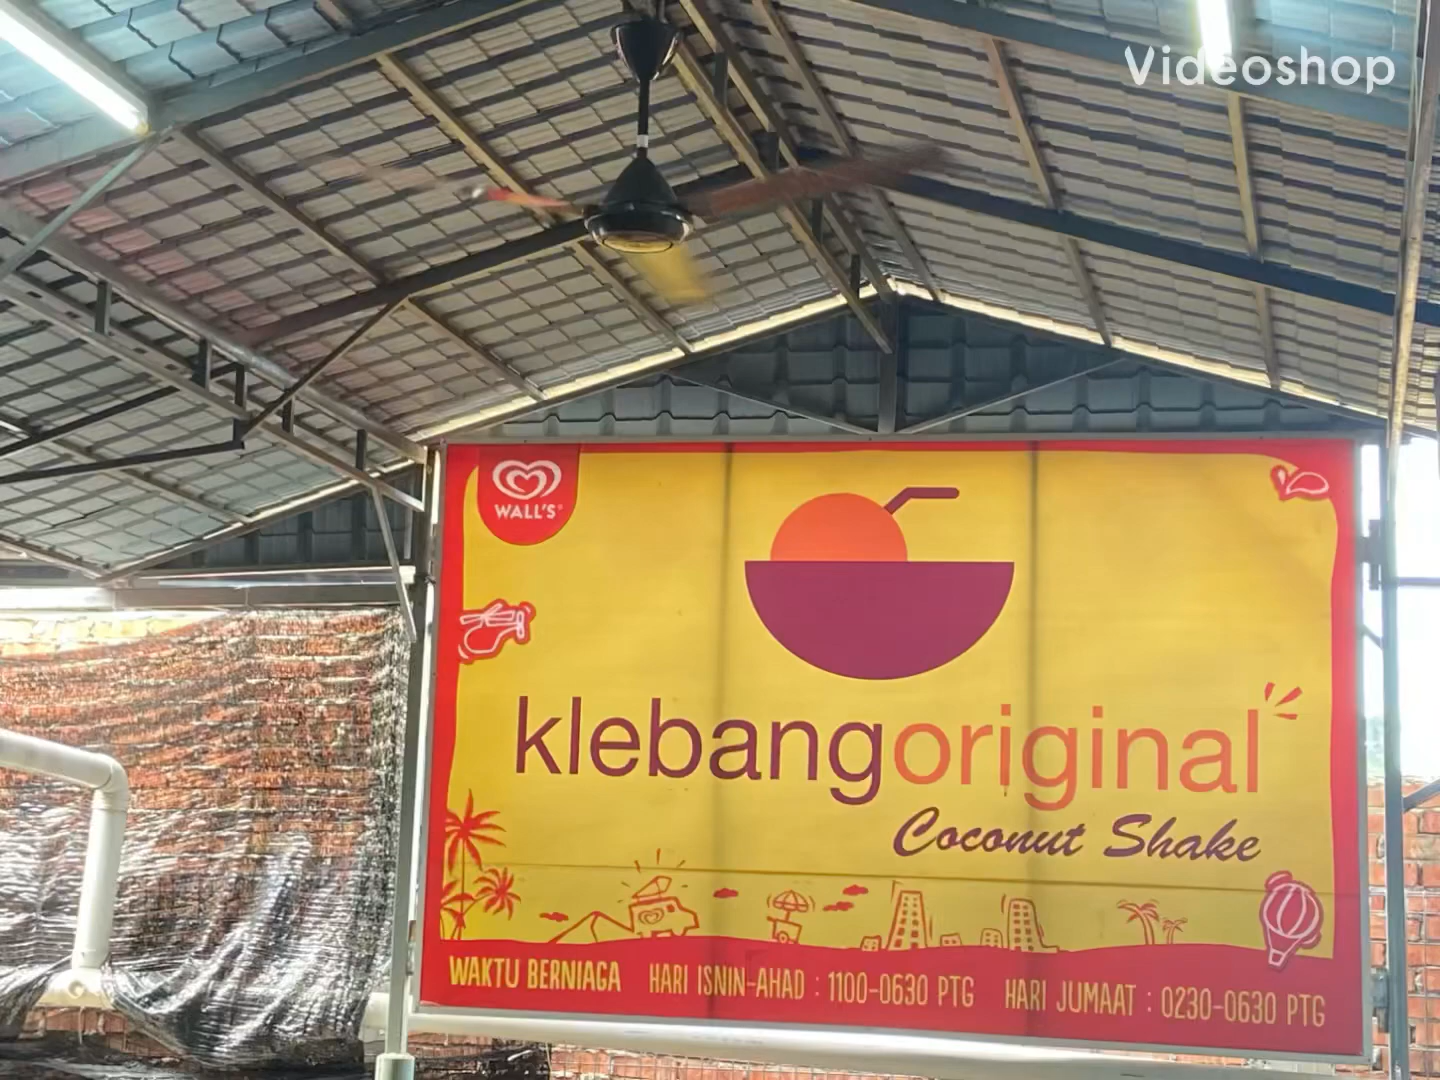 Videoshop
WALL'S
klebangoriginal
Coconut Shake
WAKTU BERNIAGA HARI ISNIN-AHAD : 1100-0630 PTG HARI JUMAAT : 0230-0630 PTG